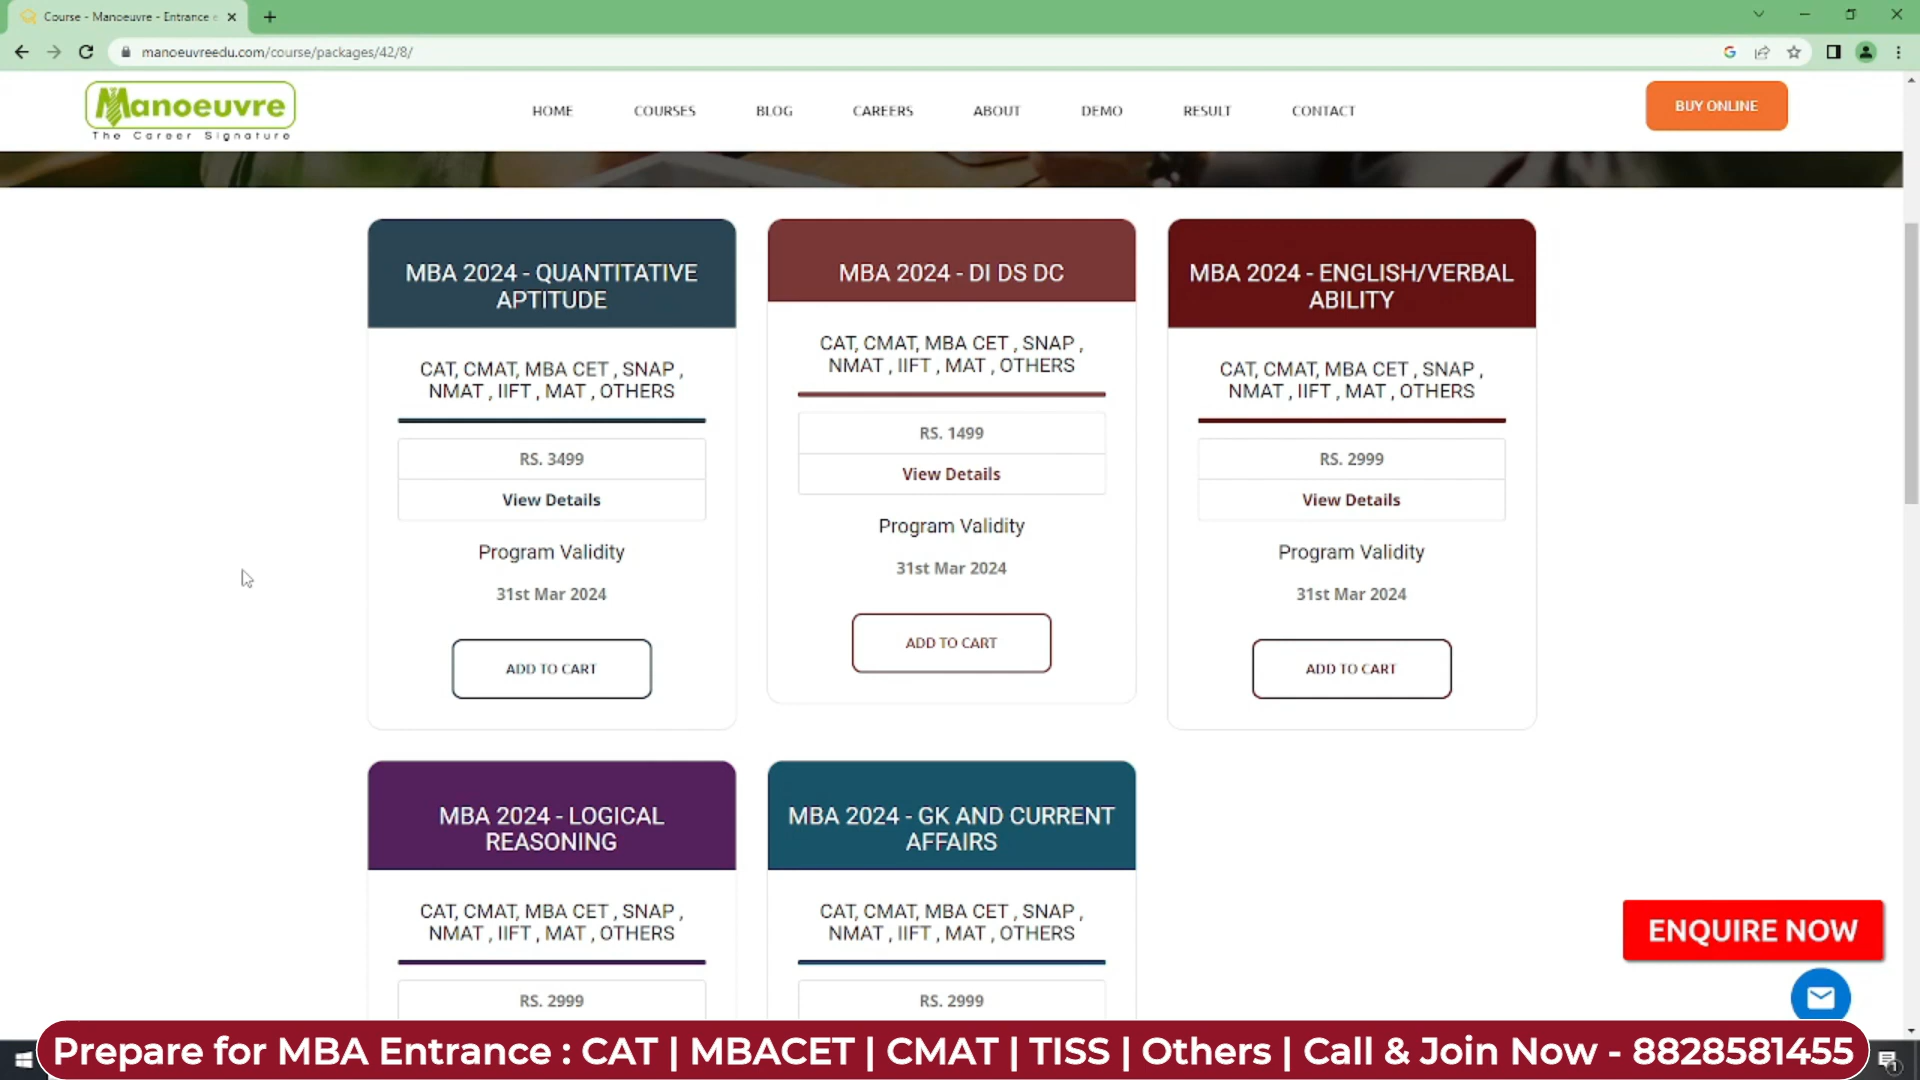 Course - Manoeuvre - Entrance e
manoeuvreedu.com/course/packages/42/8/
Manoeuvre
The Career Signature
HOME
COURSES
BLOG
CAREERS
ABOUT
DEMO
RESULT
CONTACT
BUY ONLINE
MBA 2024 - QUANTITATIVE
APTITUDE
CAT, CMAT, MBA CET , SNAP ,
NMAT , IIFT , MAT , OTHERS
RS. 3499
View Details
Program Validity
31st Mar 2024
ADD TO CART
MBA 2024 - DI DS DC
CAT, CMAT, MBA CET , SNAP ,
NMAT , IIFT , MAT , OTHERS
RS. 1499
View Details
Program Validity
31st Mar 2024
ADD TO CART
MBA 2024 - ENGLISH/VERBAL
ABILITY
CAT, CMAT, MBA CET , SNAP ,
NMAT , IIFT , MAT , OTHERS
RS. 2999
View Details
Program Validity
31st Mar 2024
ADD TO CART
MBA 2024 - LOGICAL
REASONING
CAT, CMAT, MBA CET , SNAP ,
NMAT , IIFT , MAT , OTHERS
RS. 2999
MBA 2024 - GK AND CURRENT
AFFAIRS
CAT, CMAT, MBA CET , SNAP ,
NMAT , IIFT , MAT , OTHERS
RS. 2999
ENQUIRE NOW
Prepare for MBA Entrance : CAT | MBACET | CMAT | TISS | Others | Call & Join Now - 8828581455
1